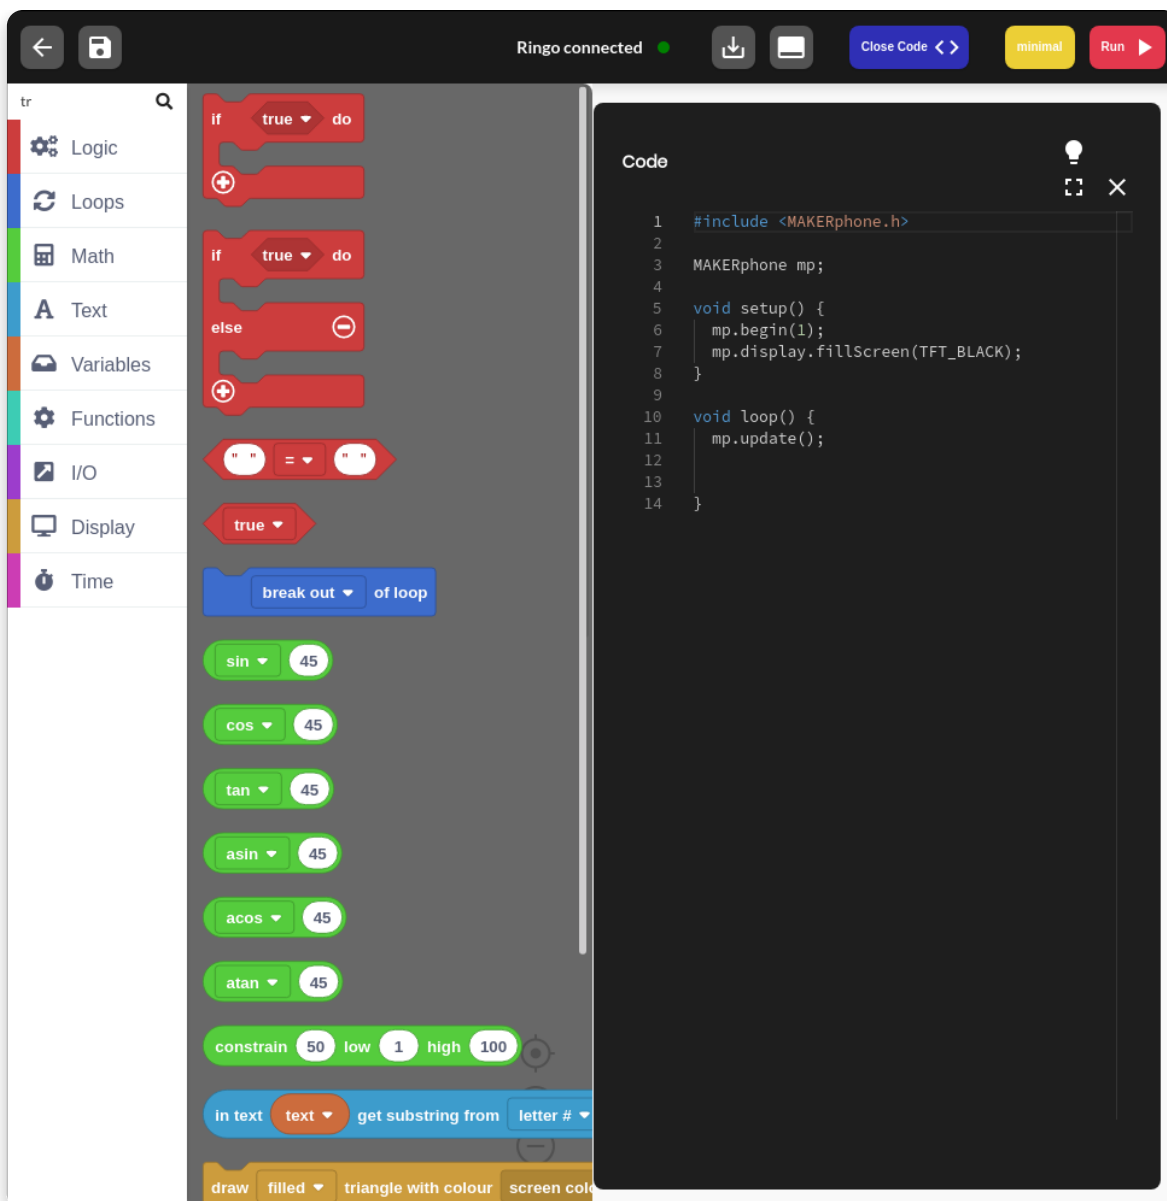 Ringo connected
Close Code
minimal
Run
tr
Logic
Loops
Math
Text
Variables
Functions
I/O
Display
Time
if true do
if true do
else
" " = " "
true
break out of loop
sin 45
cos 45
tan 45
asin 45
acos 45
atan 45
constrain 50 low 1 high 100
in text text get substring from letter #
draw filled triangle with colour screen
Code
1 #include <MAKERphone.h>
2
3 MAKERphone mp;
4
5 void setup() {
6 mp.begin(1);
7 mp.display.fillScreen(TFT_BLACK);
8 }
9
10 void loop() {
11 mp.update();
12
13
14 }